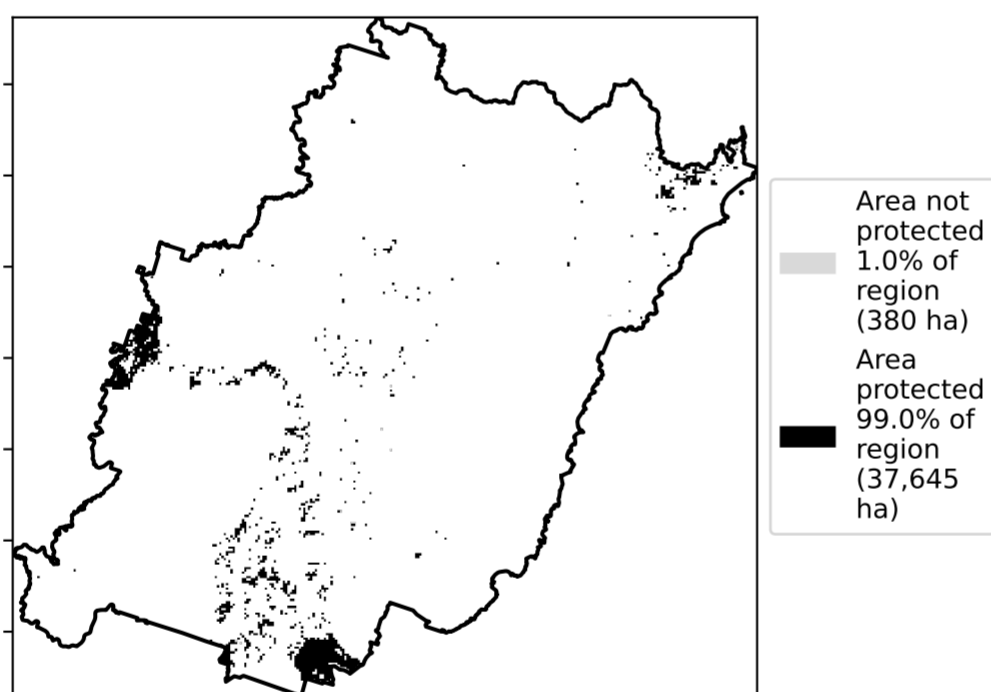 Area not
protected
1.0% of
region
(380 ha)
Area
protected
99.0% of
region
(37,645
ha)